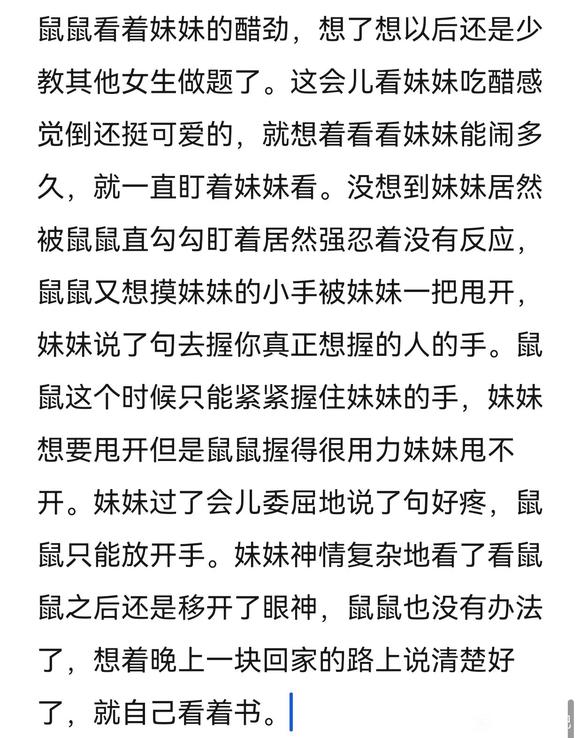 鼠鼠看着妹妹的醋劲，想了想以后还是少
教其他女生做题了。这会儿看妹妹吃醋感
觉倒还挺可爱的，就想着看看妹妹能闹多
久，就一直盯着妹妹看。没想到妹妹居然
被鼠鼠直勾勾盯着居然强忍着没有反应，
鼠鼠又想摸妹妹的小手被妹妹一把甩开，
妹妹说了句去握你真正想握的人的手。鼠
鼠这个时候只能紧紧握住妹妹的手，妹妹
想要甩开但是鼠鼠握得很用力妹妹甩不
开。妹妹过了会儿委屈地说了句好疼，鼠
鼠只能放开手。妹妹神情复杂地看了看鼠
鼠之后还是移开了眼神，鼠鼠也没有办法
了，想着晚上一块回家的路上说清楚好
了，就自己看着书。